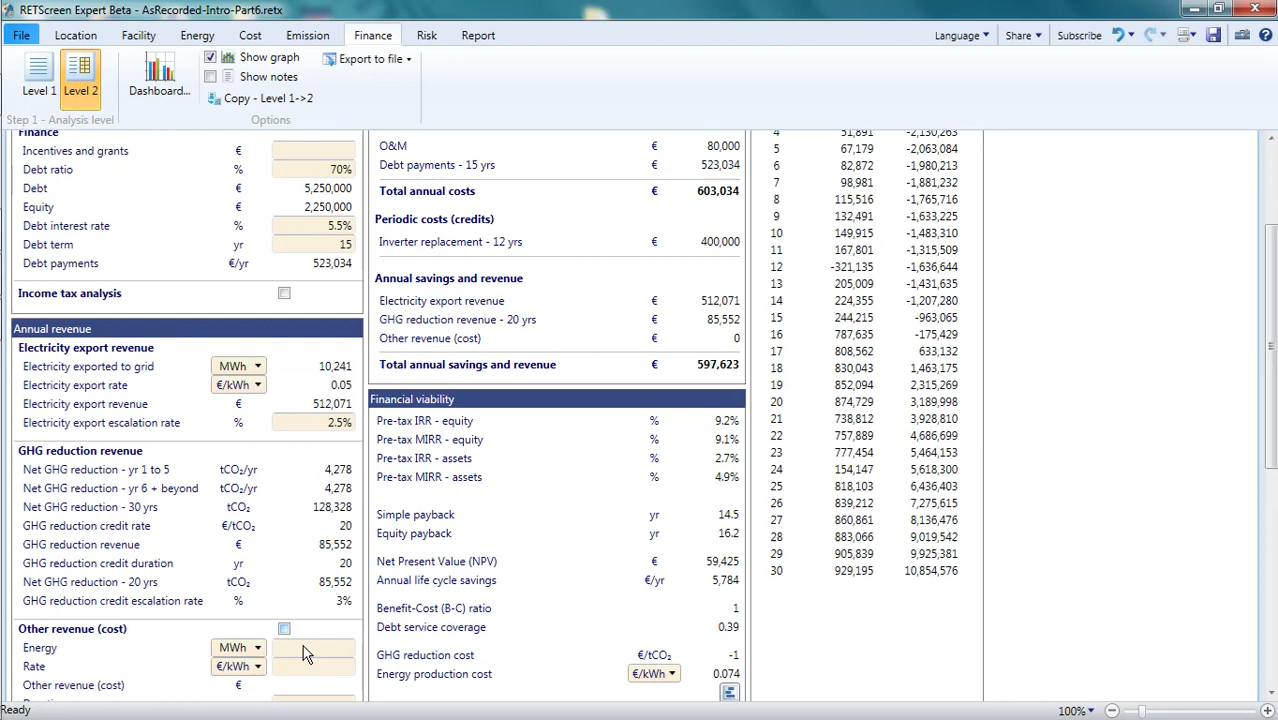 RETScreen Expert Beta - AsRecorded-Intro-Part6.retx
File Location Facility Energy Cost Emission Finance Risk Report Language Share Subscribe
Level 1 Level 2 Dashboard...
Show graph Export to file
Show notes
Copy - Level 1->2
Step 1 - Analysis level Options
Finance
Incentives and grants €
Debt ratio % 70%
Debt € 5,250,000
Equity € 2,250,000
Debt interest rate % 5.5%
Debt term yr 15
Debt payments €/yr 523,034
Income tax analysis
Annual revenue
Electricity export revenue
Electricity exported to grid MWh 10,241
Electricity export rate €/kWh 0.05
Electricity export revenue € 512,071
Electricity export escalation rate % 2.5%
GHG reduction revenue
Net GHG reduction - yr 1 to 5 tCO₂/yr 4,278
Net GHG reduction - yr 6 + beyond tCO₂/yr 4,278
Net GHG reduction - 30 yrs tCO₂ 128,328
GHG reduction credit rate €/tCO₂ 20
GHG reduction revenue € 85,552
GHG reduction credit duration yr 20
Net GHG reduction - 20 yrs tCO₂ 85,552
GHG reduction credit escalation rate % 3%
Other revenue (cost)
Energy MWh
Rate €/kWh
Other revenue (cost) €
O&M € 80,000
Debt payments - 15 yrs € 523,034
Total annual costs € 603,034
Periodic costs (credits)
Inverter replacement - 12 yrs € 400,000
Annual savings and revenue
Electricity export revenue € 512,071
GHG reduction revenue - 20 yrs € 85,552
Other revenue (cost) € 0
Total annual savings and revenue € 597,623
Financial viability
Pre-tax IRR - equity % 9.2%
Pre-tax MIRR - equity % 9.1%
Pre-tax IRR - assets % 2.7%
Pre-tax MIRR - assets % 4.9%
Simple payback yr 14.5
Equity payback yr 16.2
Net Present Value (NPV) € 59,425
Annual life cycle savings €/yr 5,784
Benefit-Cost (B-C) ratio 1
Debt service coverage 0.39
GHG reduction cost €/tCO₂ -1
Energy production cost €/kWh 0.074
4 51,891 -2,130,263
5 67,179 -2,063,084
6 82,872 -1,980,213
7 98,981 -1,881,232
8 115,516 -1,765,716
9 132,491 -1,633,225
10 149,915 -1,483,310
11 167,801 -1,315,509
12 -321,135 -1,636,644
13 205,009 -1,431,635
14 224,355 -1,207,280
15 244,215 -963,065
16 787,635 -175,429
17 808,562 633,132
18 830,043 1,463,175
19 852,094 2,315,269
20 874,729 3,189,998
21 738,812 3,928,810
22 757,889 4,686,699
23 777,454 5,464,153
24 154,147 5,618,300
25 818,103 6,436,403
26 839,212 7,275,615
27 860,861 8,136,476
28 883,066 9,019,542
29 905,839 9,925,381
30 929,195 10,854,576
Ready 100%